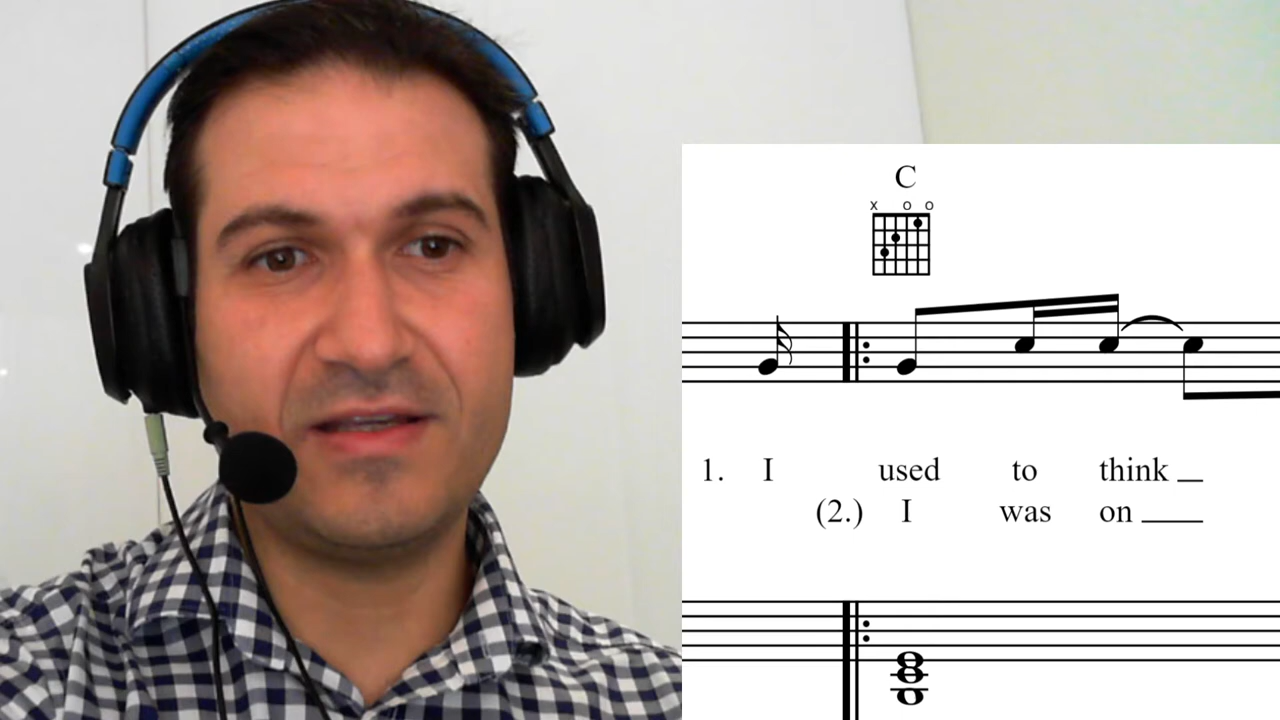 C
x o o
1. I used to think
(2.) I was on